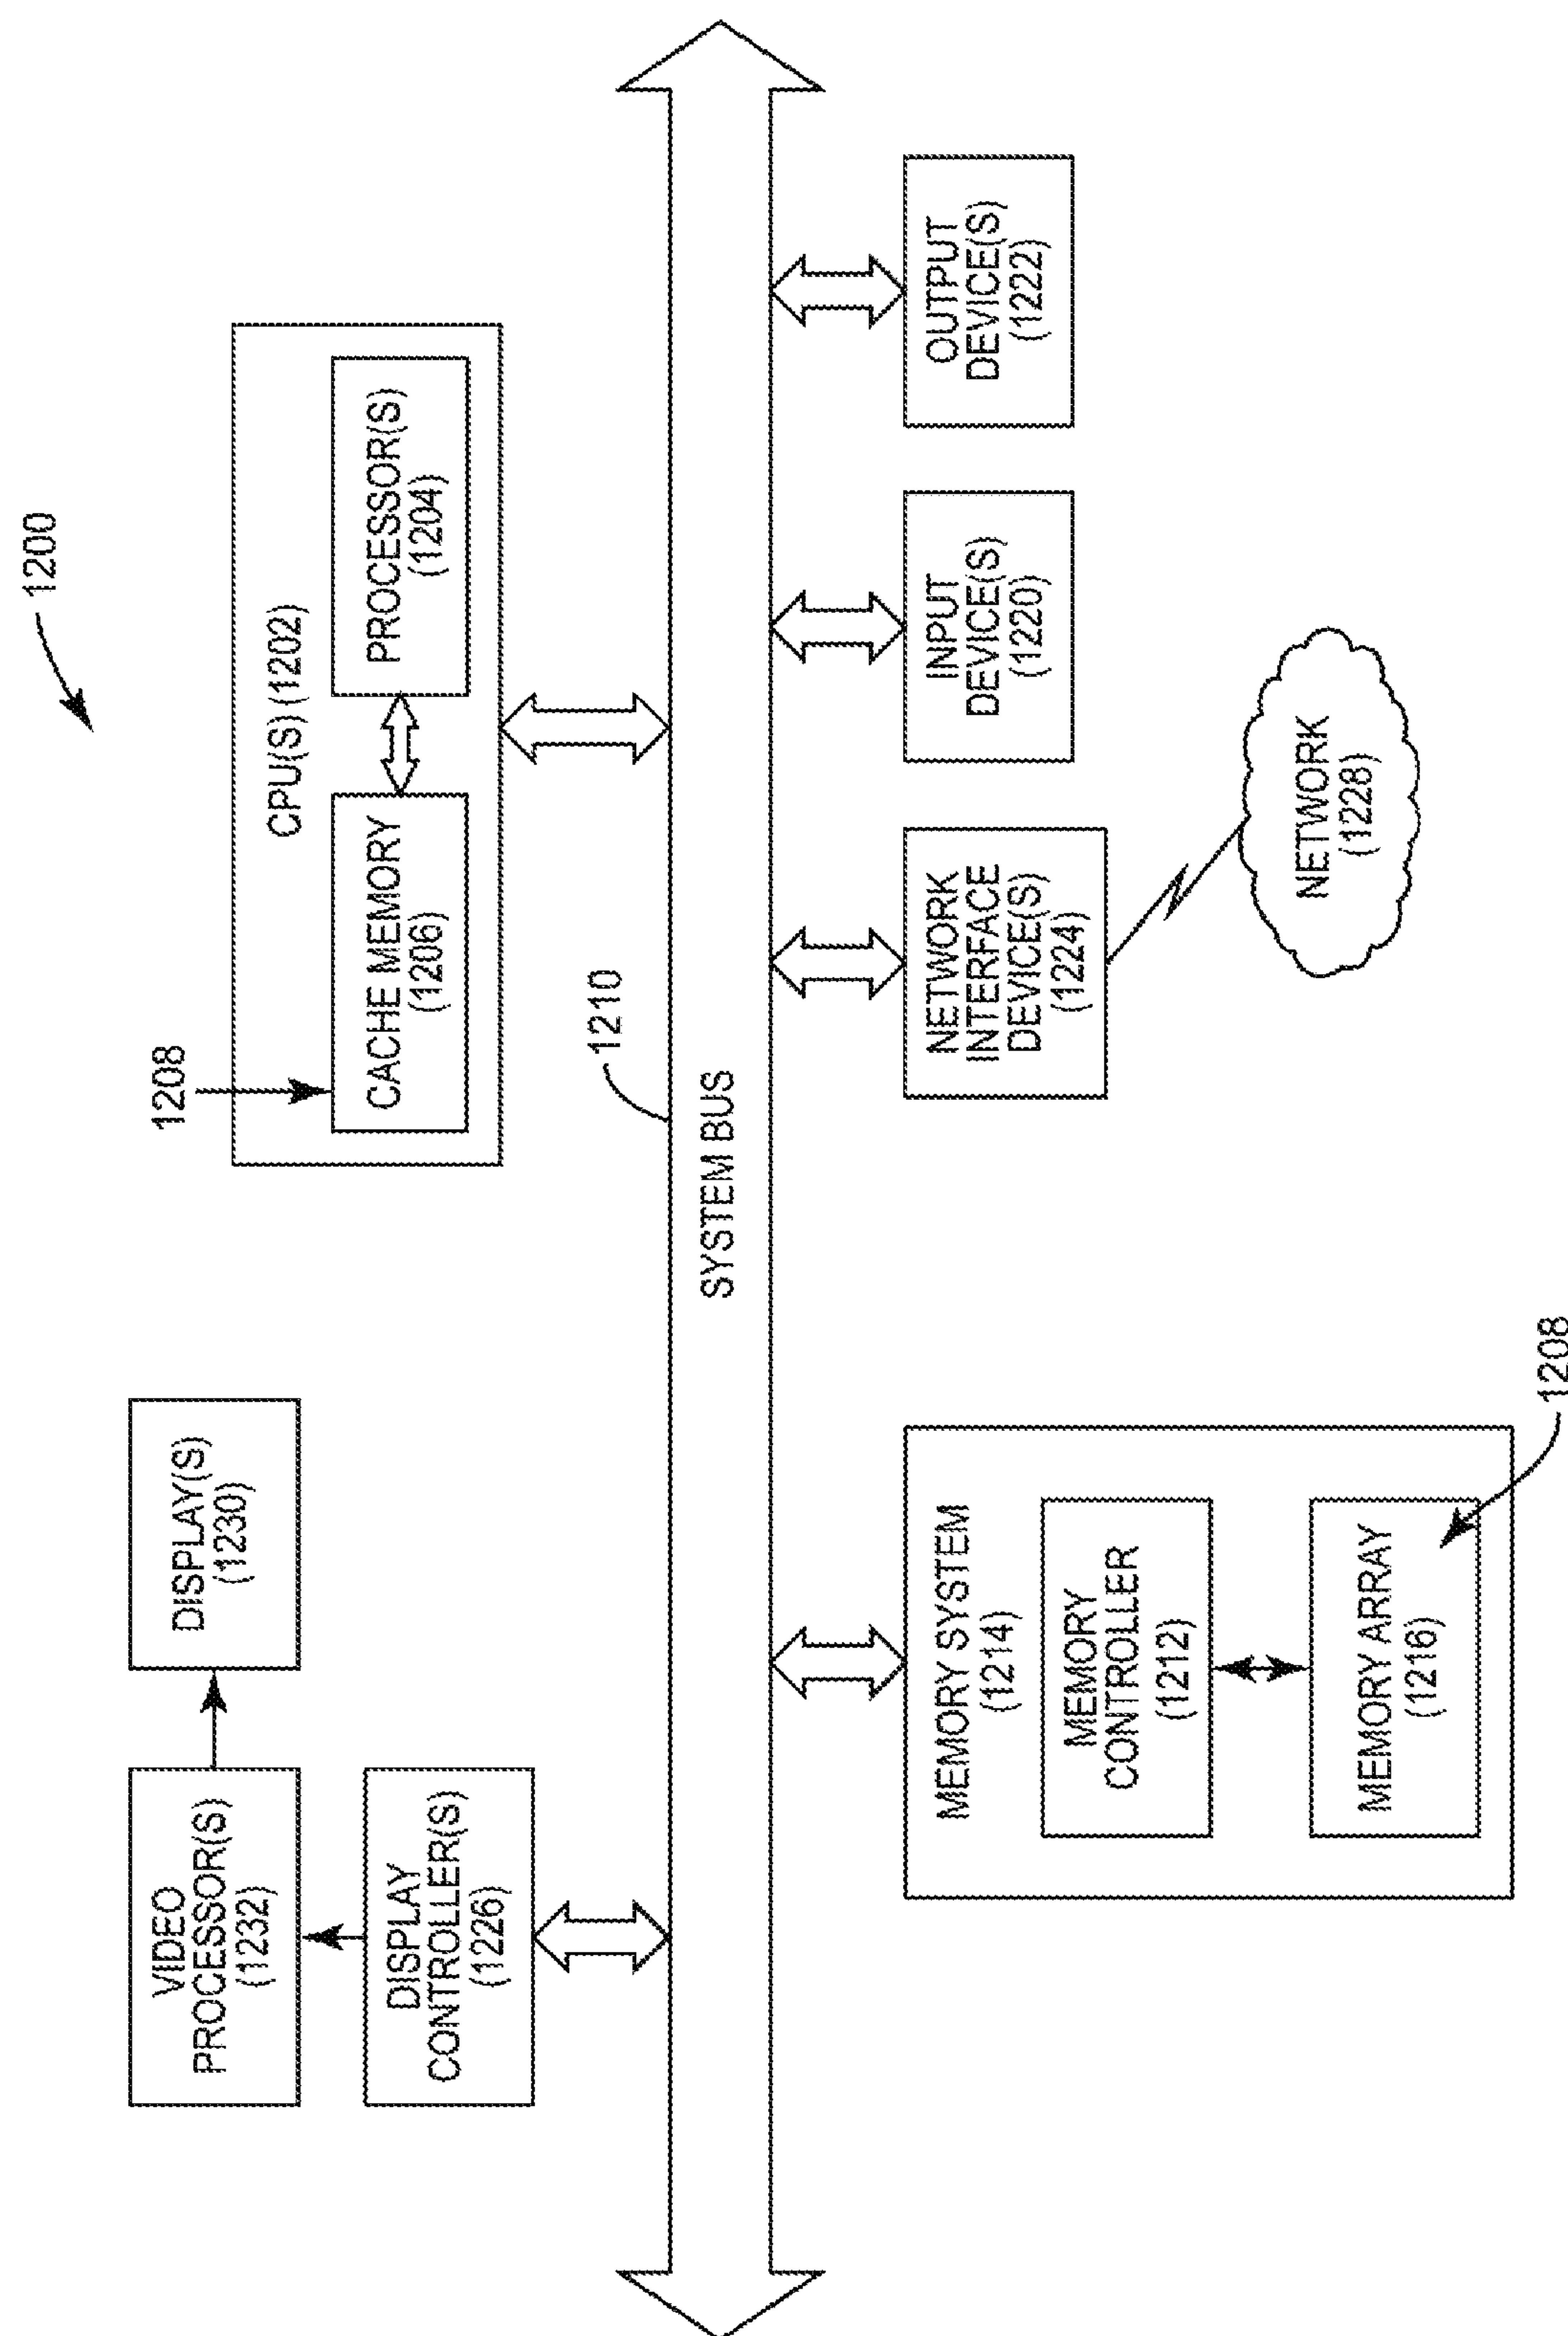 1200
VIDEO
PROCESSOR(S)
(1232)
DISPLAY(S)
(1230)
DISPLAY
CONTROLLER(S)
(1226)
1208
CPU(S) (1202)
CACHE MEMORY
(1206)
PROCESSOR(S)
(1204)
1210
SYSTEM BUS
MEMORY SYSTEM
(1214)
MEMORY
CONTROLLER
(1212)
MEMORY ARRAY
(1216)
1208
NETWORK
INTERFACE
DEVICE(S)
(1224)
INPUT
DEVICE(S)
(1220)
OUTPUT
DEVICE(S)
(1222)
NETWORK
(1228)